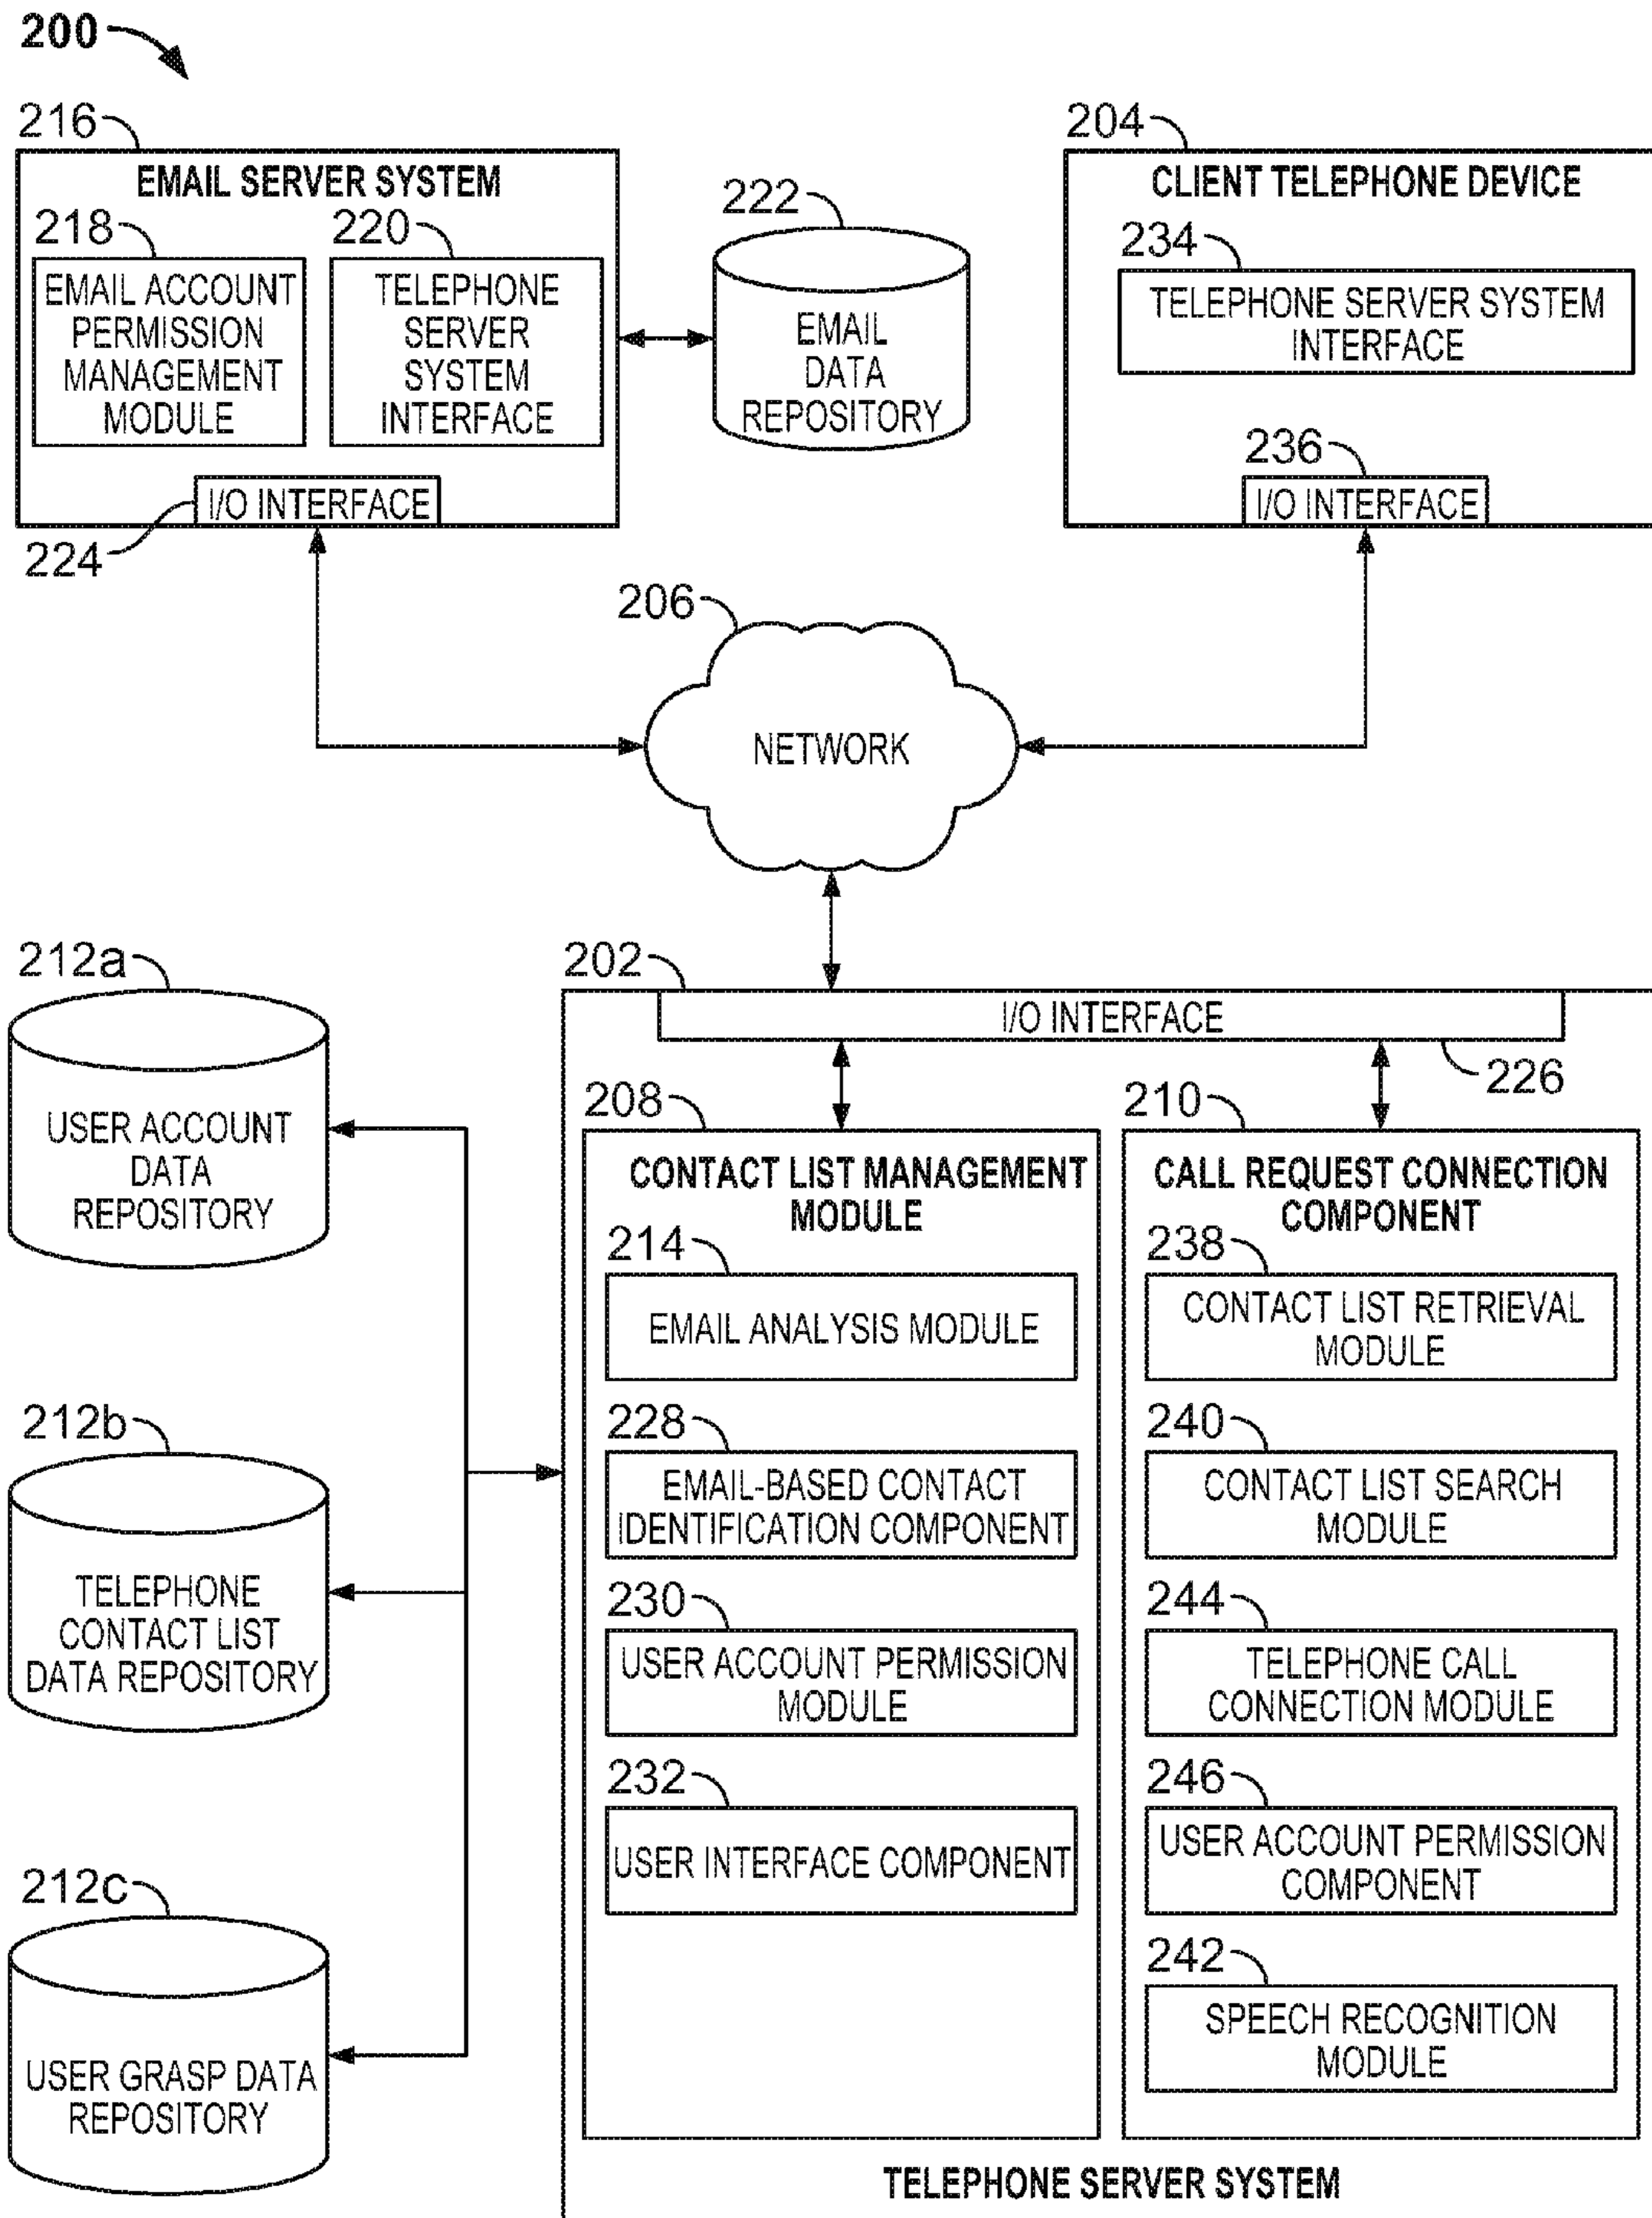 200
216
EMAIL SERVER SYSTEM
218
EMAIL ACCOUNT
PERMISSION
MANAGEMENT
MODULE
220
TELEPHONE
SERVER
SYSTEM
INTERFACE
I/O INTERFACE
224
222
EMAIL
DATA
REPOSITORY
204
CLIENT TELEPHONE DEVICE
234
TELEPHONE SERVER SYSTEM
INTERFACE
236
I/O INTERFACE
206
NETWORK
212a
USER ACCOUNT
DATA
REPOSITORY
212b
TELEPHONE
CONTACT LIST
DATA REPOSITORY
212c
USER GRASP DATA
REPOSITORY
202
I/O INTERFACE
226
208
CONTACT LIST MANAGEMENT
MODULE
214
EMAIL ANALYSIS MODULE
228
EMAIL-BASED CONTACT
IDENTIFICATION COMPONENT
230
USER ACCOUNT PERMISSION
MODULE
232
USER INTERFACE COMPONENT
210
CALL REQUEST CONNECTION
COMPONENT
238
CONTACT LIST RETRIEVAL
MODULE
240
CONTACT LIST SEARCH
MODULE
244
TELEPHONE CALL
CONNECTION MODULE
246
USER ACCOUNT PERMISSION
COMPONENT
242
SPEECH RECOGNITION
MODULE
TELEPHONE SERVER SYSTEM